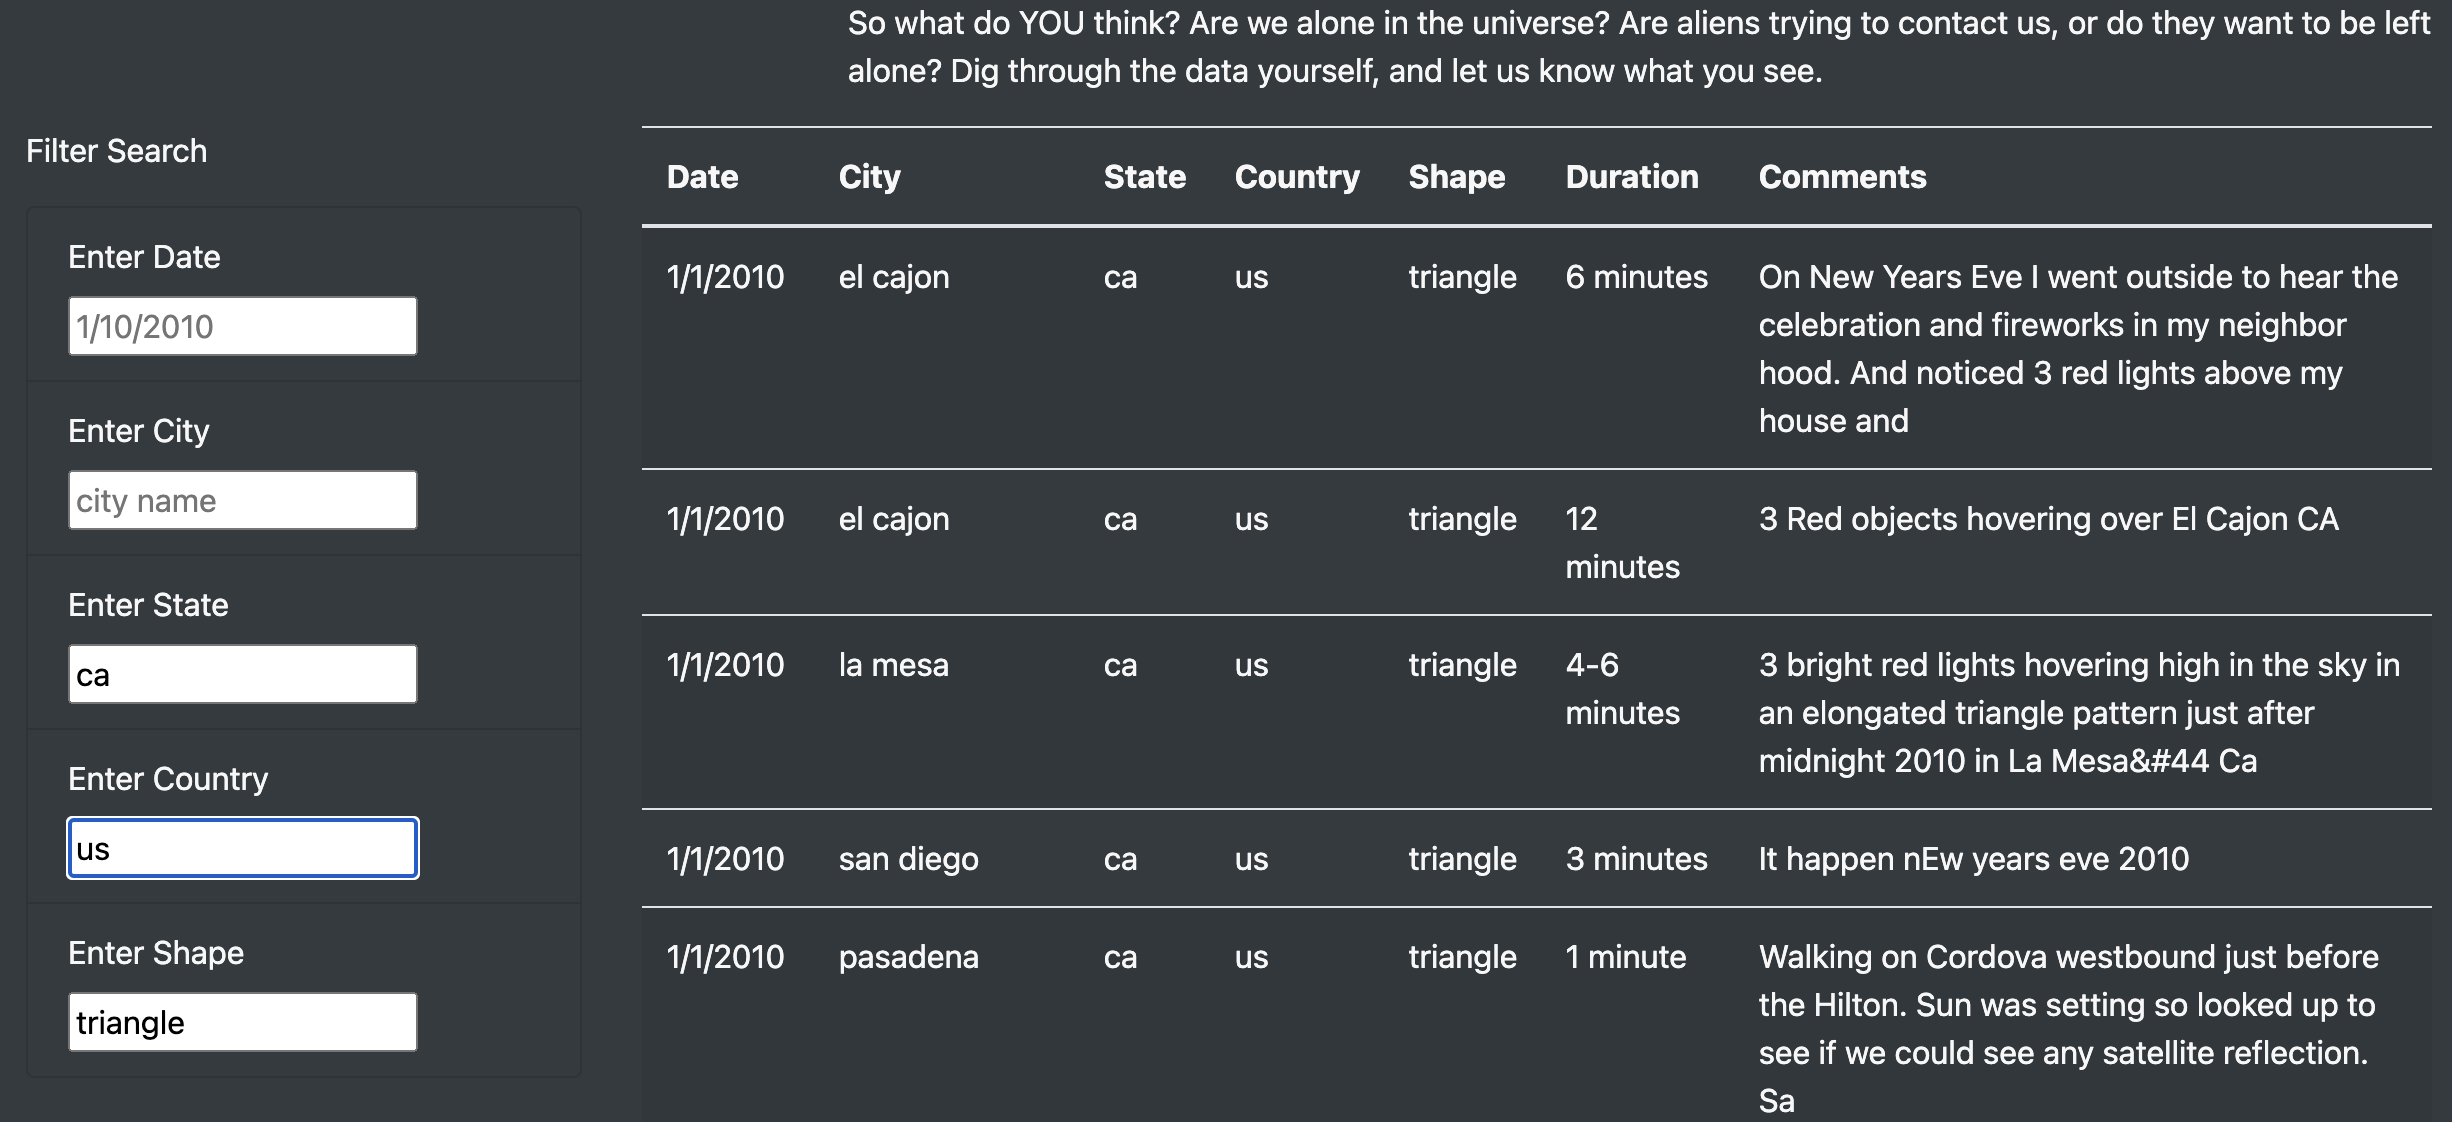 So what do YOU think? Are we alone in the universe? Are aliens trying to contact us, or do they want to be left
alone? Dig through the data yourself, and let us know what you see.
Filter Search
Enter Date
1/10/2010
Enter City
city name
Enter State
ca
Enter Country
us
Enter Shape
triangle
Date City State Country Shape Duration Comments
1/1/2010 el cajon ca us triangle 6 minutes On New Years Eve I went outside to hear the
celebration and fireworks in my neighbor
hood. And noticed 3 red lights above my
house and
1/1/2010 el cajon ca us triangle 12 3 Red objects hovering over El Cajon CA
minutes
1/1/2010 la mesa ca us triangle 4-6 3 bright red lights hovering high in the sky in
minutes an elongated triangle pattern just after
midnight 2010 in La Mesa&#44 Ca
1/1/2010 san diego ca us triangle 3 minutes It happen nEw years eve 2010
1/1/2010 pasadena ca us triangle 1 minute Walking on Cordova westbound just before
the Hilton. Sun was setting so looked up to
see if we could see any satellite reflection.
Sa